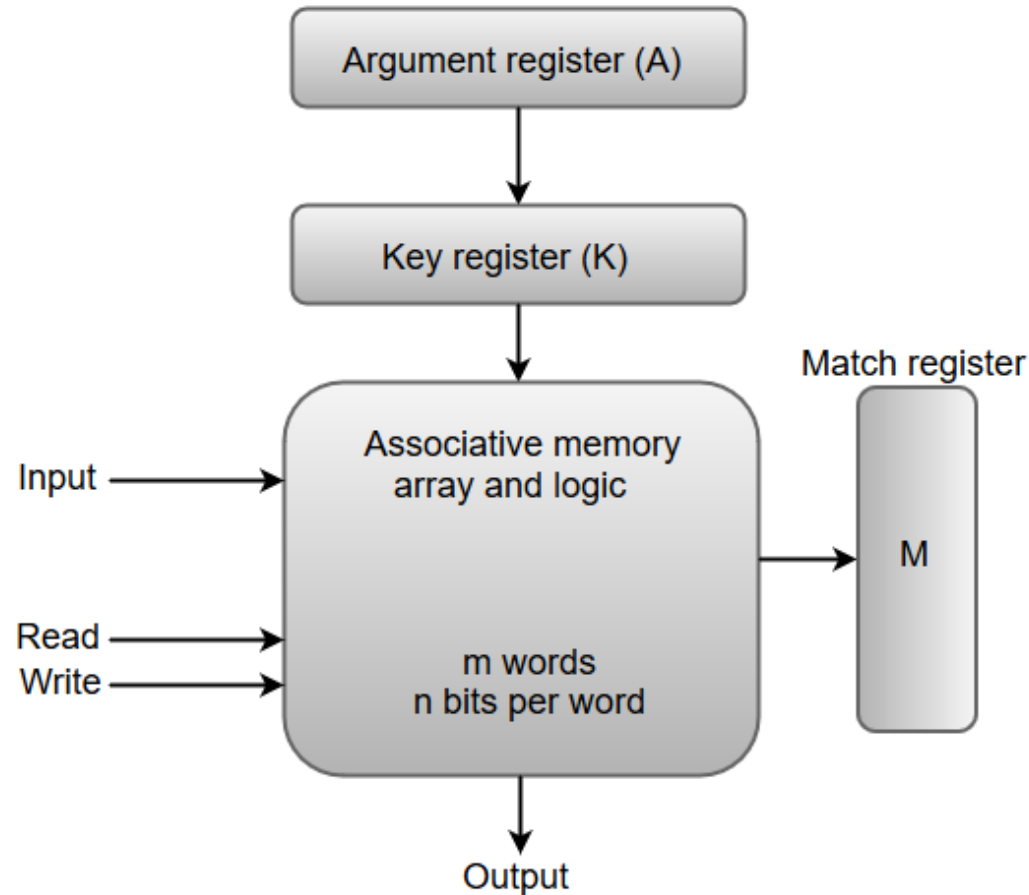 Argument register (A)
Key register (K)
Match register
Associative memory
array and logic
Input
M
Read
Write
m words
n bits per word
Output